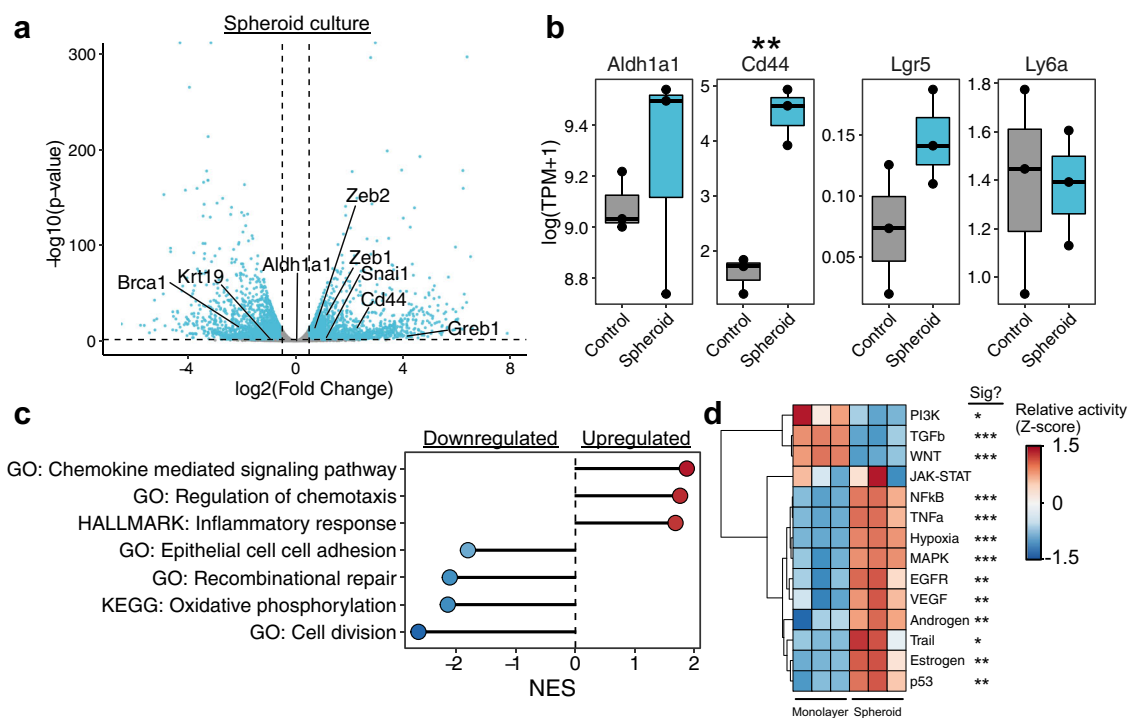 a
Spheroid culture
300
200
100
0
-log10(p-value)
Brca1
Krt19
Aldh1a1
Zeb2
Zeb1
Snai1
Cd44
Greb1
-4
0
4
8
log2(Fold Change)
b
**
Aldh1a1
Cd44
Lgr5
Ly6a
log(TPM+1)
9.4
9.2
9.0
8.8
5
4
3
2
0.15
0.10
0.05
1.8
1.6
1.4
1.2
1.0
Control
Spheroid
Control
Spheroid
Control
Spheroid
Control
Spheroid
c
Downregulated
Upregulated
GO: Chemokine mediated signaling pathway
GO: Regulation of chemotaxis
HALLMARK: Inflammatory response
GO: Epithelial cell cell adhesion
GO: Recombinational repair
KEGG: Oxidative phosphorylation
GO: Cell division
−2
−1
0
1
2
NES
d
Sig?
PI3K *
TGFb ***
WNT ***
JAK-STAT
NFkB ***
TNFa ***
Hypoxia ***
MAPK ***
EGFR **
VEGF **
Androgen **
Trail *
Estrogen **
p53 **
Monolayer
Spheroid
Relative activity
(Z-score)
1.5
0
−1.5